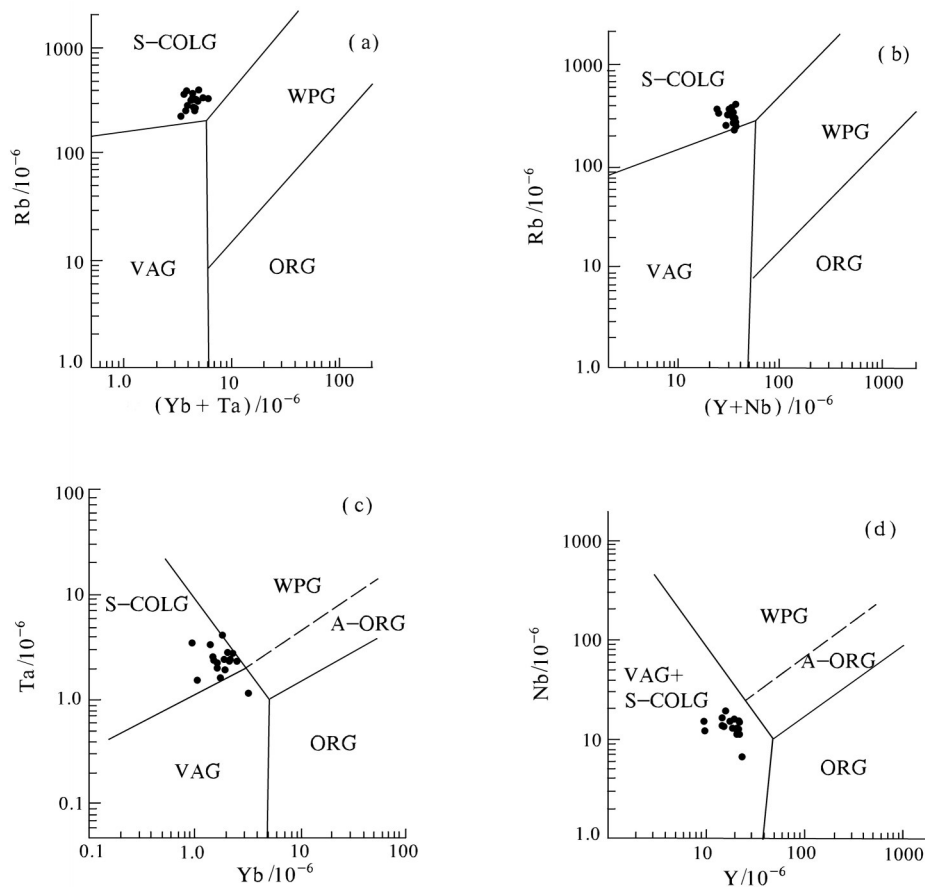 (a)
1000
S-COLG
WPG
100
Rb/10⁻⁶
10
VAG
ORG
1.0
1.0 10 100
(Yb + Ta)/10⁻⁶
(b)
1000
S-COLG
WPG
100
Rb/10⁻⁶
10
VAG
ORG
1.0
10 100 1000
(Y+Nb)/10⁻⁶
100
(c)
WPG
10
S-COLG
A-ORG
Ta/10⁻⁶
1.0
ORG
VAG
0.1
0.1 1.0 10 100
Yb/10⁻⁶
(d)
1000
WPG
100
A-ORG
VAG+
S-COLG
Nb/10⁻⁶
10
ORG
1.0
10 100 1000
Y/10⁻⁶